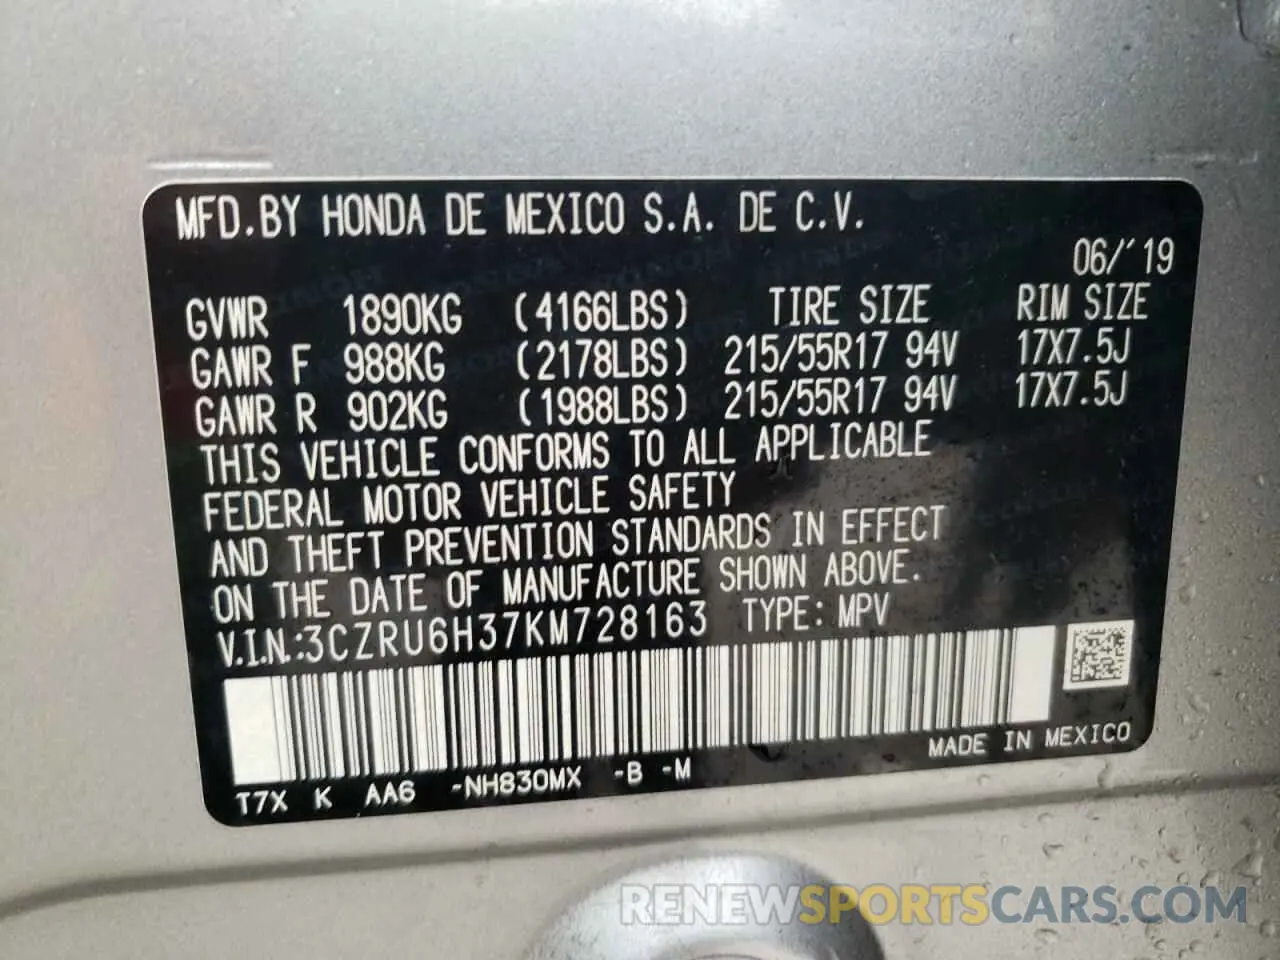 MFD.BY HONDA DE MEXICO S.A. DE C.V.
06/'19
GVWR 1890KG (4166LBS) TIRE SIZE RIM SIZE
GAWR F 988KG (2178LBS) 215/55R17 94V 17X7.5J
GAWR R 902KG (1988LBS) 215/55R17 94V 17X7.5J
THIS VEHICLE CONFORMS TO ALL APPLICABLE
FEDERAL MOTOR VEHICLE SAFETY
AND THEFT PREVENTION STANDARDS IN EFFECT
ON THE DATE OF MANUFACTURE SHOWN ABOVE.
V.I.N.:3CZRU6H37KM728163 TYPE: MPV
MADE IN MEXICO
T7X K AA6 -NH830MX -B -M
RENEWSPORTSCARS.COM